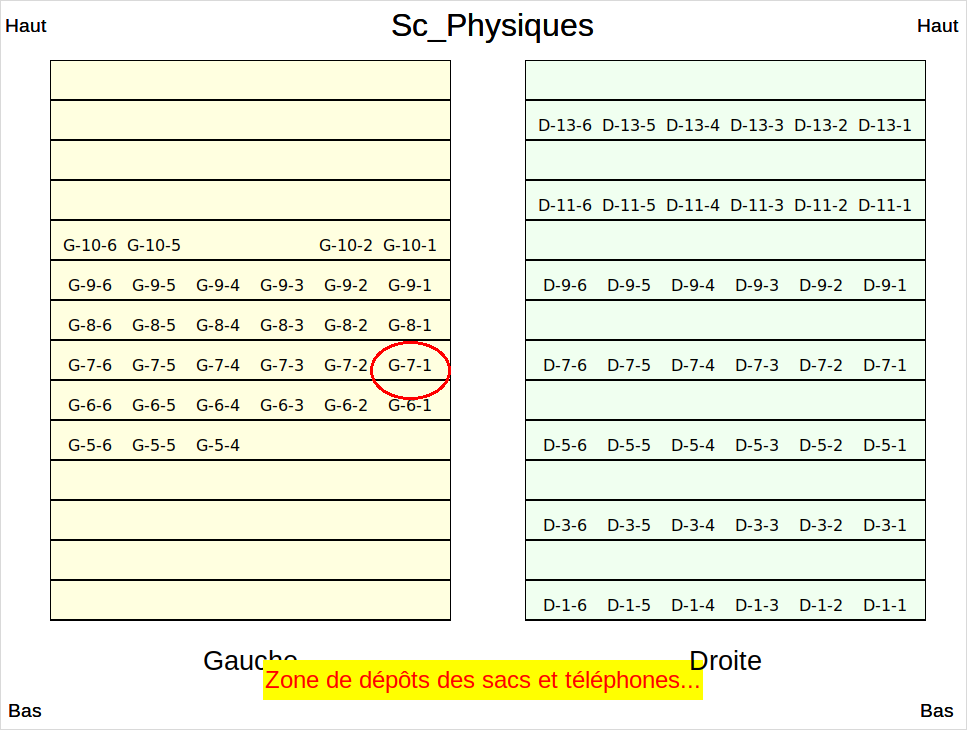 Sc_Physiques
Haut
Haut
D-13-6 D-13-5 D-13-4 D-13-3 D-13-2 D-13-1
D-11-6 D-11-5 D-11-4 D-11-3 D-11-2 D-11-1
G-10-6 G-10-5 G-10-2 G-10-1
G-9-6 G-9-5 G-9-4 G-9-3 G-9-2 G-9-1
D-9-6 D-9-5 D-9-4 D-9-3 D-9-2 D-9-1
G-8-6 G-8-5 G-8-4 G-8-3 G-8-2 G-8-1
G-7-6 G-7-5 G-7-4 G-7-3 G-7-2 G-7-1
D-7-6 D-7-5 D-7-4 D-7-3 D-7-2 D-7-1
G-6-6 G-6-5 G-6-4 G-6-3 G-6-2 G-6-1
G-5-6 G-5-5 G-5-4
D-5-6 D-5-5 D-5-4 D-5-3 D-5-2 D-5-1
D-3-6 D-3-5 D-3-4 D-3-3 D-3-2 D-3-1
D-1-6 D-1-5 D-1-4 D-1-3 D-1-2 D-1-1
Gauche
Droite
Zone de dépôts des sacs et téléphones...
Bas
Bas